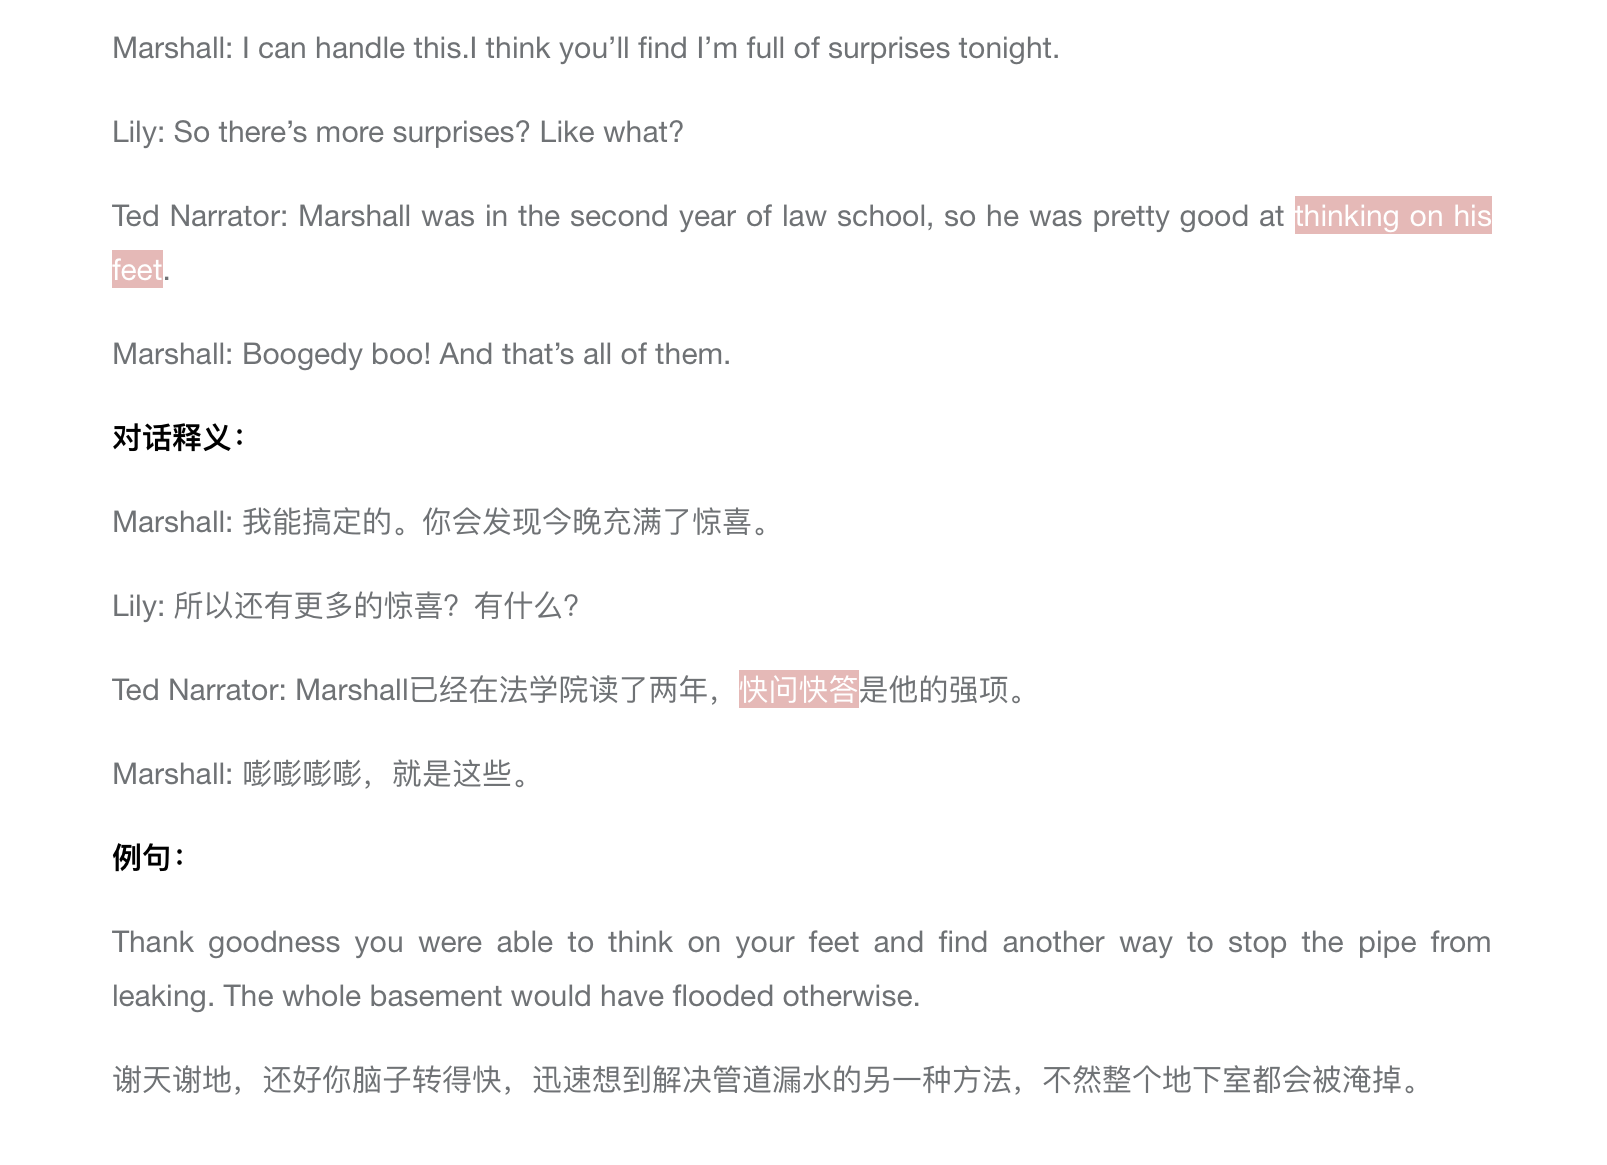 Marshall: I can handle this.I think you’ll find I’m full of surprises tonight.
Lily: So there’s more surprises? Like what?
Ted Narrator: Marshall was in the second year of law school, so he was pretty good at thinking on his
feet.
Marshall: Boogedy boo! And that’s all of them.
对话释义：
Marshall: 我能搞定的。你会发现今晚充满了惊喜。
Lily: 所以还有更多的惊喜？有什么？
Ted Narrator: Marshall已经在法学院读了两年，快问快答是他的强项。
Marshall: 嘭嘭嘭嘭，就是这些。
例句：
Thank goodness you were able to think on your feet and find another way to stop the pipe from
leaking. The whole basement would have flooded otherwise.
谢天谢地，还好你脑子转得快，迅速想到解决管道漏水的另一种方法，不然整个地下室都会被淹掉。